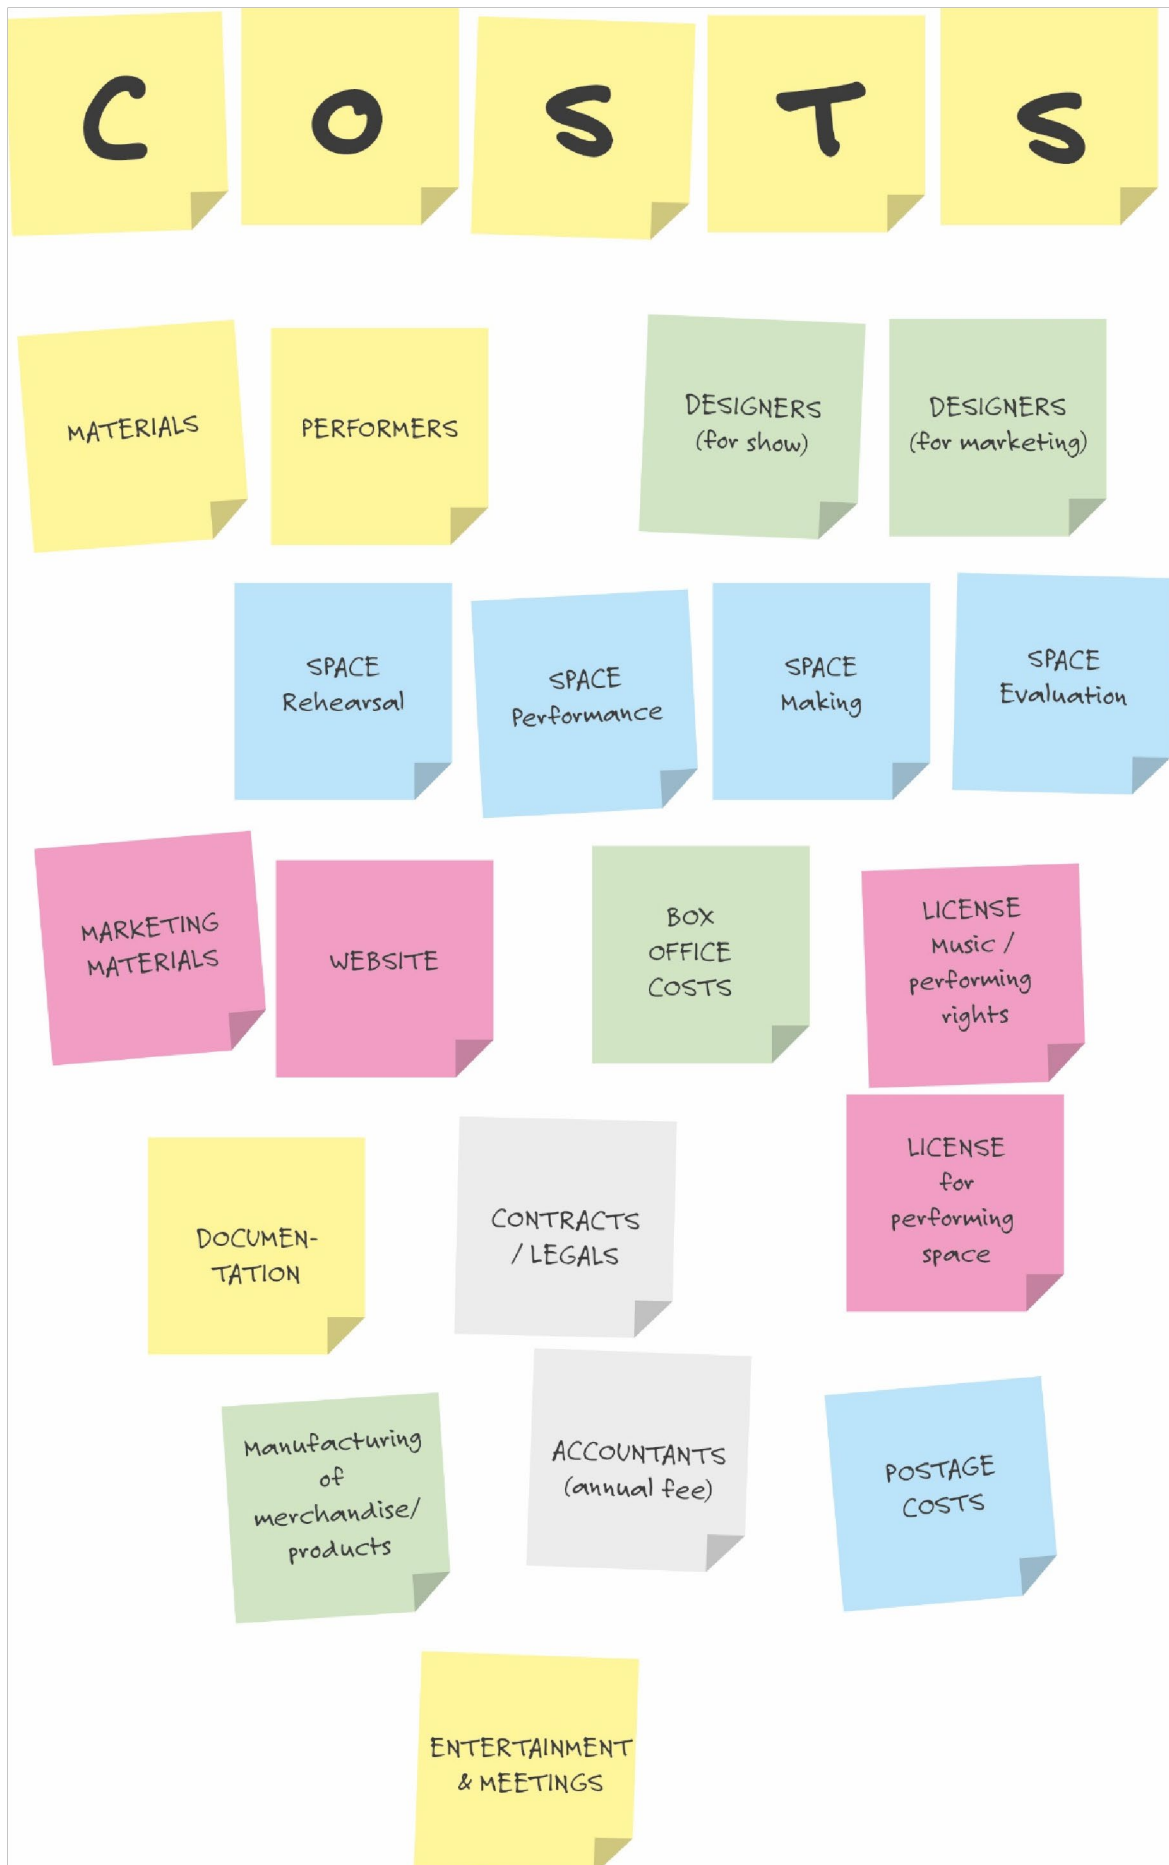 COSTS
MATERIALS
PERFORMERS
DESIGNERS
(for show)
DESIGNERS
(for marketing)
SPACE
Rehearsal
SPACE
Performance
SPACE
Making
SPACE
Evaluation
MARKETING
MATERIALS
WEBSITE
BOX
OFFICE
COSTS
LICENSE
Music /
performing
rights
DOCUMEN-
TATION
CONTRACTS
/ LEGALS
LICENSE
for
performing
space
Manufacturing
of
merchandise/
products
ACCOUNTANTS
(annual fee)
POSTAGE
COSTS
ENTERTAINMENT
& MEETINGS